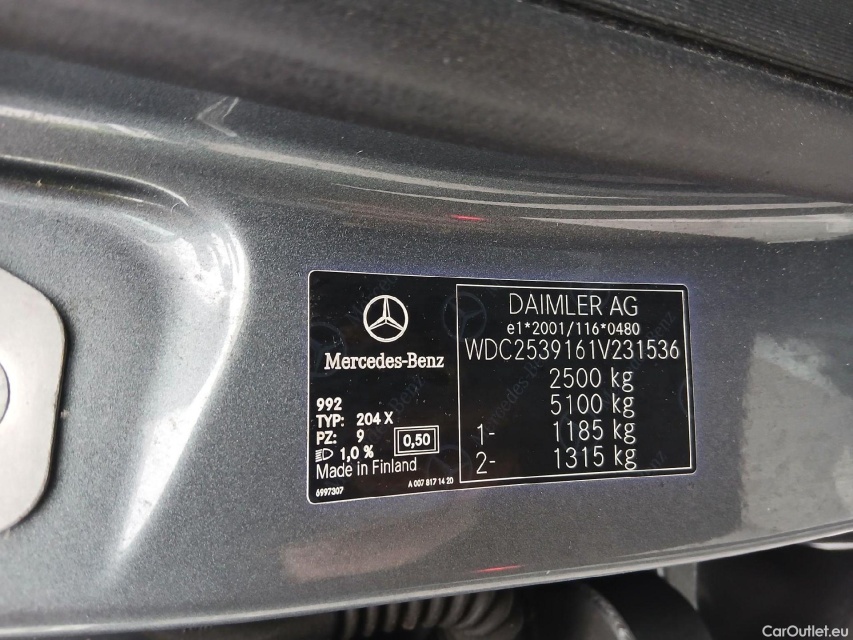 Mercedes-Benz
992
TYP: 204 X
PZ: 9
0,50
1,0 %
Made in Finland
6997307
A 007 817 14 20
DAIMLER AG
e1*2001/116*0480
WDC2539161V231536
2500 kg
5100 kg
1- 1185 kg
2- 1315 kg
CarOutlet.eu